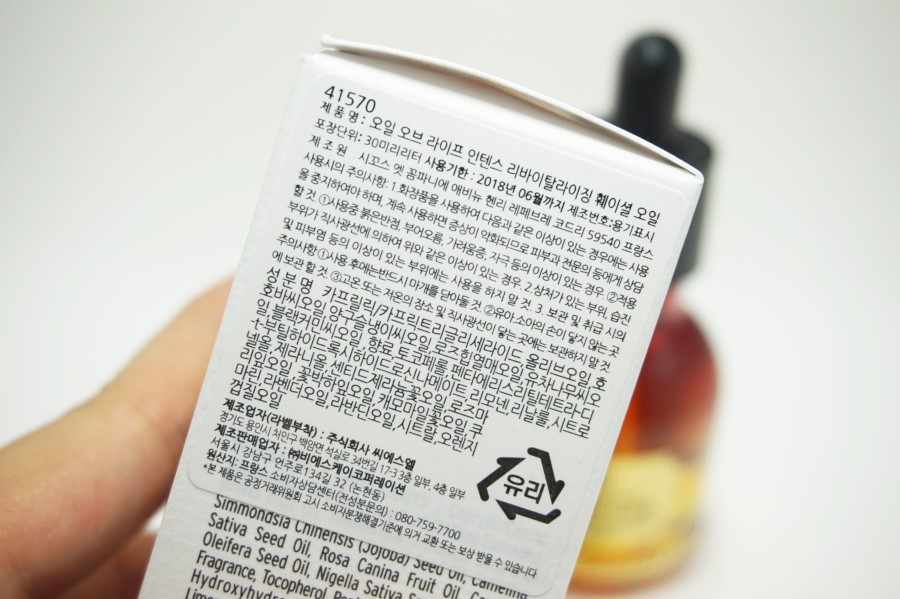 41570
제 품 명 : 오일 오브 라이프 인텐스 리바이탈라이징 훼이셜 오일
포장단위: 30미리리터 사용기한 : 2018년 06월까지 제조번호:용기표시
제 조 원 시꼬스 엣 꽁파니에 애비뉴 헨리 레페브레 코드리 59540 프랑스
사용시의 주의사항: 1.화장품을 사용하여 다음과 같은 이상이 있는 경우에는 사용
을 중지하여야 하며, 계속 사용하면 증상이 악화되므로 피부과 전문의 등에게 상담
할 것. ①사용중 붉은반점, 부어오름, 가려움증, 자극 등의 이상이 있는 경우. ②적용
부위가 직사광선에 의하여 위와 같은 이상이 있는 경우. 2.상처가 있는 부위, 습진
및 피부염 등의 이상이 있는 부위에는 사용을 하지 말 것. 3. 보관 및 취급 시의
주의사항 ①사용 후에는반드시 마개를 닫아둘 것. ②유아·소아의 손이 닿지 않는 곳
에 보관 할 것. ③고온 또는 저온의 장소 및 직사광선이 닿는 곳에는 보관하지 말 것
성 분 명 카프릴릭/카프릭트리글리세라이드, 올리브오일, 호
호바씨오일,양구슬냉이씨오일,로즈힙열매오일,유차나무씨오
일,블래커민씨오일, 향료, 토코페롤, 펜타에리스리틸테트라-디
-t-부틸하이드록시하이드로신나메이트, 리모넨, 리날룰, 시트로
넬올, 제라니올, 센티드제라늄꽃오일, 로즈마
리잎오일, 꽃박하잎오일, 캐모마일꽃오일, 쿠
마린, 라벤더오일, 라반딘오일, 시트랄, 오렌지
껍질오일
제조업자(라벨부착) : 주식회사 씨에스엘
경기도 용인시 처인구 백암면 석실로 34번길 17-3 3층 일부, 4층 일부
제조판매업자 : ㈜비에스케이코퍼레이션
서울시 강남구 언주로134길 32 (논현동)
원산지: 프랑스 소비자상담센터(전성분문의) : 080-759-7700
*본 제품은 공정거래위원회 고시 소비자분쟁해결기준에 의거 교환 또는 보상 받을 수 있습니다
유리
Simmondsia Chinensis (Jojoba) Seed Oil, Camelina
Sativa Seed Oil, Rosa Canina Fruit Oil, Camellia
Oleifera Seed Oil, Nigella Sativa
Fragrance, Tocopherol,